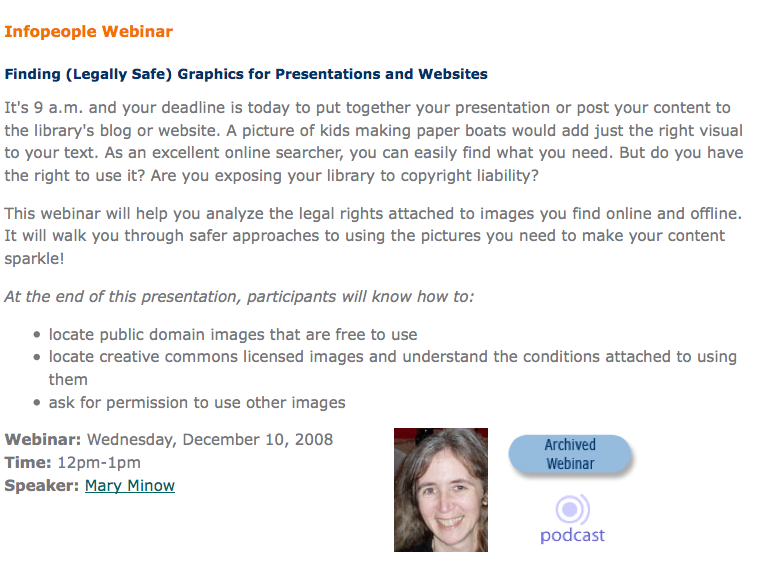 Infopeople Webinar
Finding (Legally Safe) Graphics for Presentations and Websites
It's 9 a.m. and your deadline is today to put together your presentation or post your content to
the library's blog or website. A picture of kids making paper boats would add just the right visual
to your text. As an excellent online searcher, you can easily find what you need. But do you have
the right to use it? Are you exposing your library to copyright liability?
This webinar will help you analyze the legal rights attached to images you find online and offline.
It will walk you through safer approaches to using the pictures you need to make your content
sparkle!
At the end of this presentation, participants will know how to:
• locate public domain images that are free to use
• locate creative commons licensed images and understand the conditions attached to using
them
• ask for permission to use other images
Webinar: Wednesday, December 10, 2008
Time: 12pm-1pm
Speaker: Mary Minow
Archived
Webinar
podcast